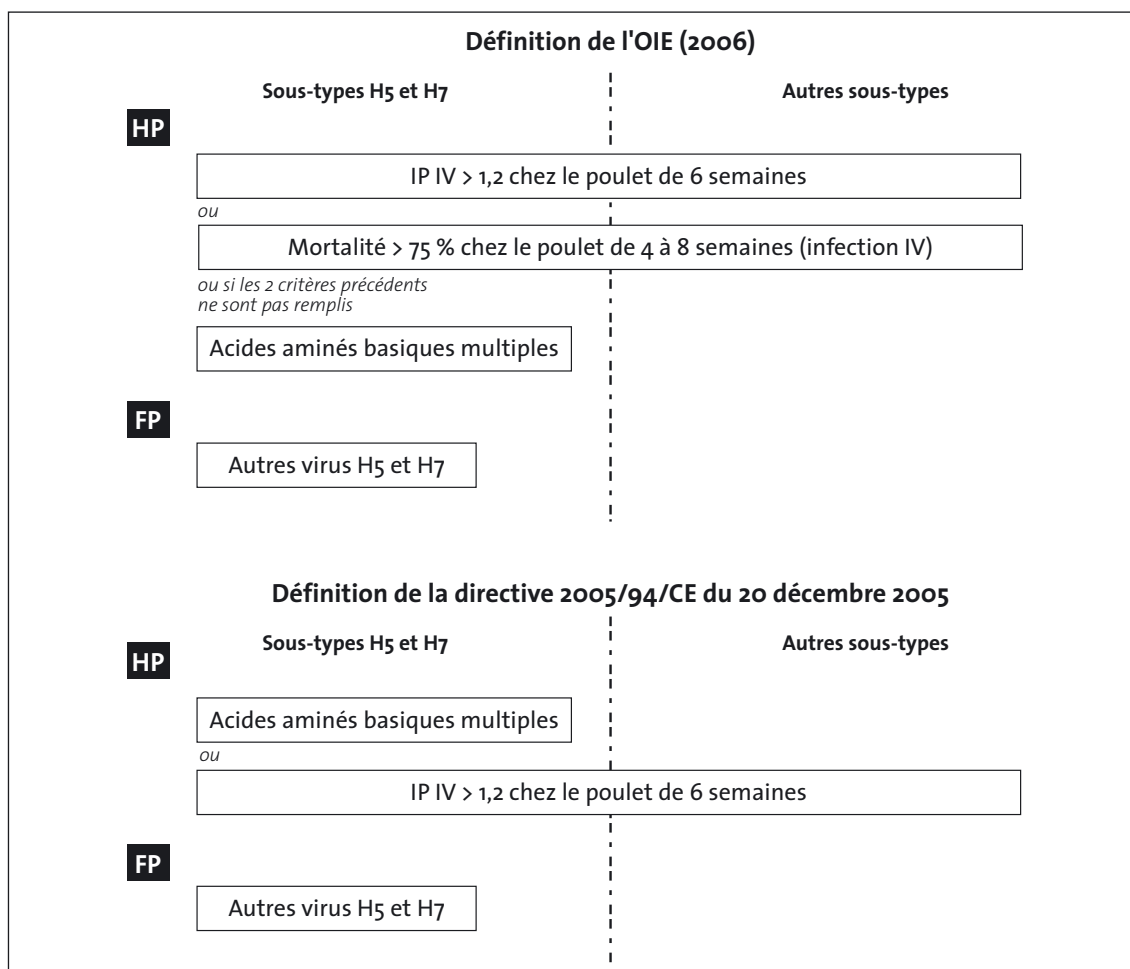 Définition de l'OIE (2006)
Sous-types H5 et H7
Autres sous-types
HP
IP IV > 1,2 chez le poulet de 6 semaines
ou
Mortalité > 75 % chez le poulet de 4 à 8 semaines (infection IV)
ou si les 2 critères précédents
ne sont pas remplis
Acides aminés basiques multiples
FP
Autres virus H5 et H7
Définition de la directive 2005/94/CE du 20 décembre 2005
Sous-types H5 et H7
Autres sous-types
HP
Acides aminés basiques multiples
ou
IP IV > 1,2 chez le poulet de 6 semaines
FP
Autres virus H5 et H7